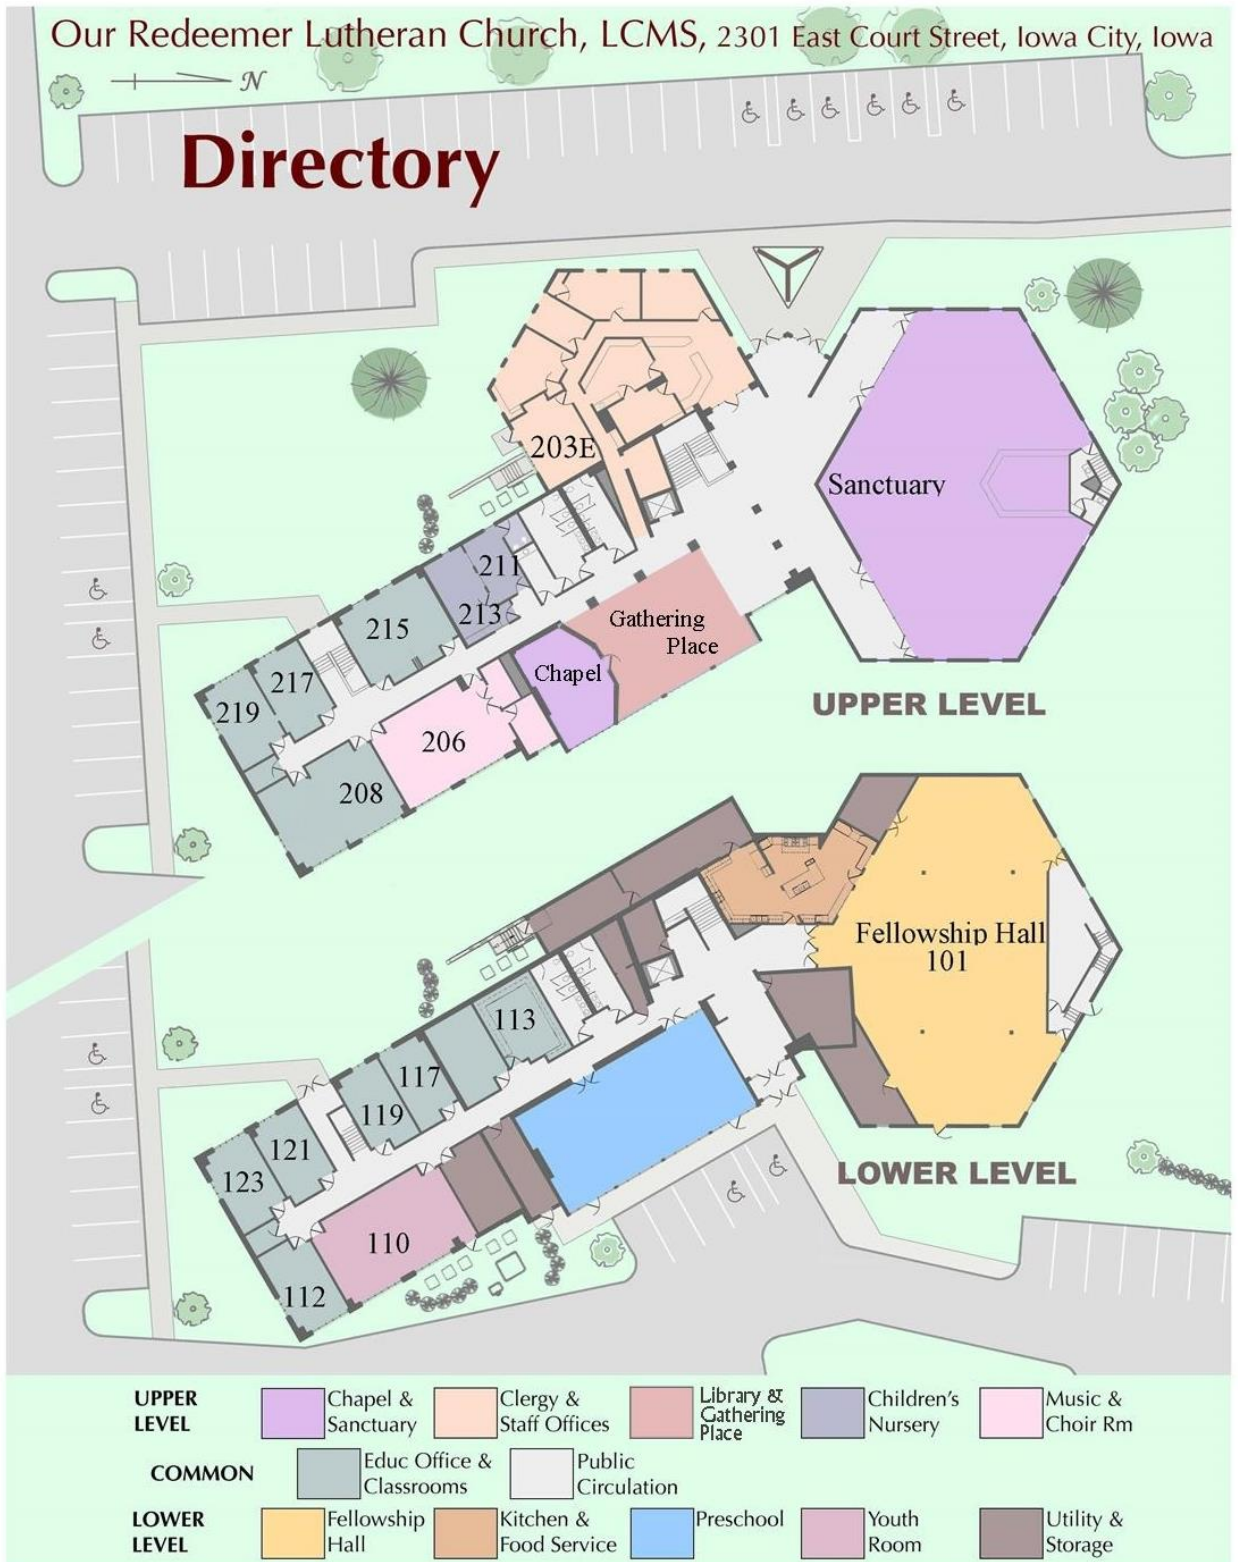 Our Redeemer Lutheran Church, LCMS, 2301 East Court Street, Iowa City, Iowa
N
Directory
203E
Sanctuary
211
213
215
Gathering
Place
Chapel
217
219
206
208
UPPER LEVEL
Fellowship Hall
101
113
117
119
121
123
110
112
LOWER LEVEL
UPPER
LEVEL
Chapel &
Sanctuary
Clergy &
Staff Offices
Library &
Gathering
Place
Children's
Nursery
Music &
Choir Rm
COMMON
Educ Office &
Classrooms
Public
Circulation
LOWER
LEVEL
Fellowship
Hall
Kitchen &
Food Service
Preschool
Youth
Room
Utility &
Storage